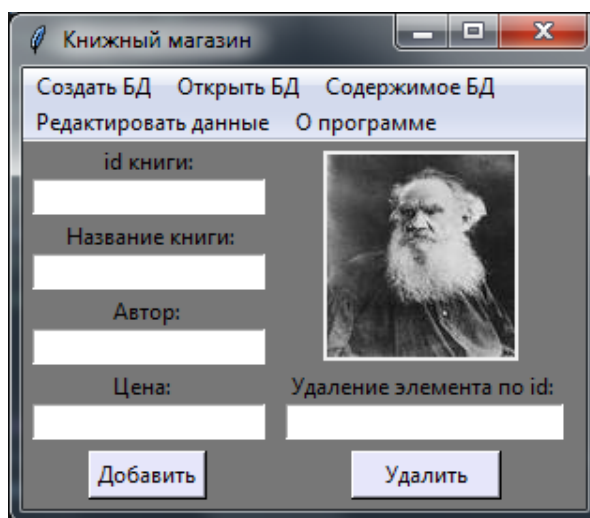 Книжный магазин
Создать БД Открыть БД Содержимое БД
Редактировать данные О программе
id книги:
Название книги:
Автор:
Цена:
Удаление элемента по id:
Добавить
Удалить